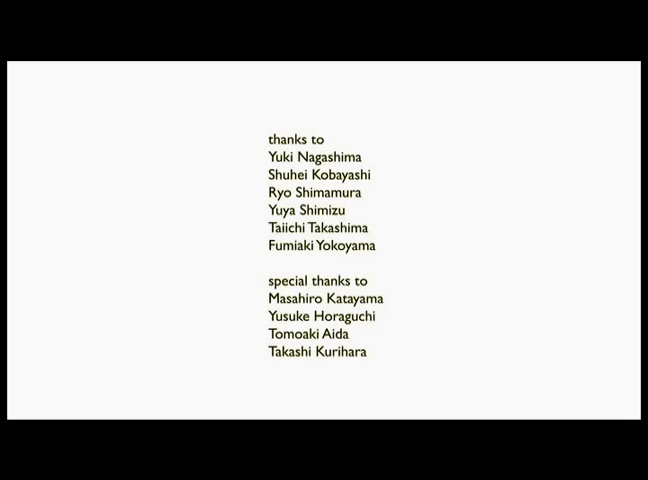 thanks to
Yuki Nagashima
Shuhei Kobayashi
Ryo Shimamura
Yuya Shimizu
Taiichi Takashima
Fumiaki Yokoyama
special thanks to
Masahiro Katayama
Yusuke Horaguchi
Tomoaki Aida
Takashi Kurihara